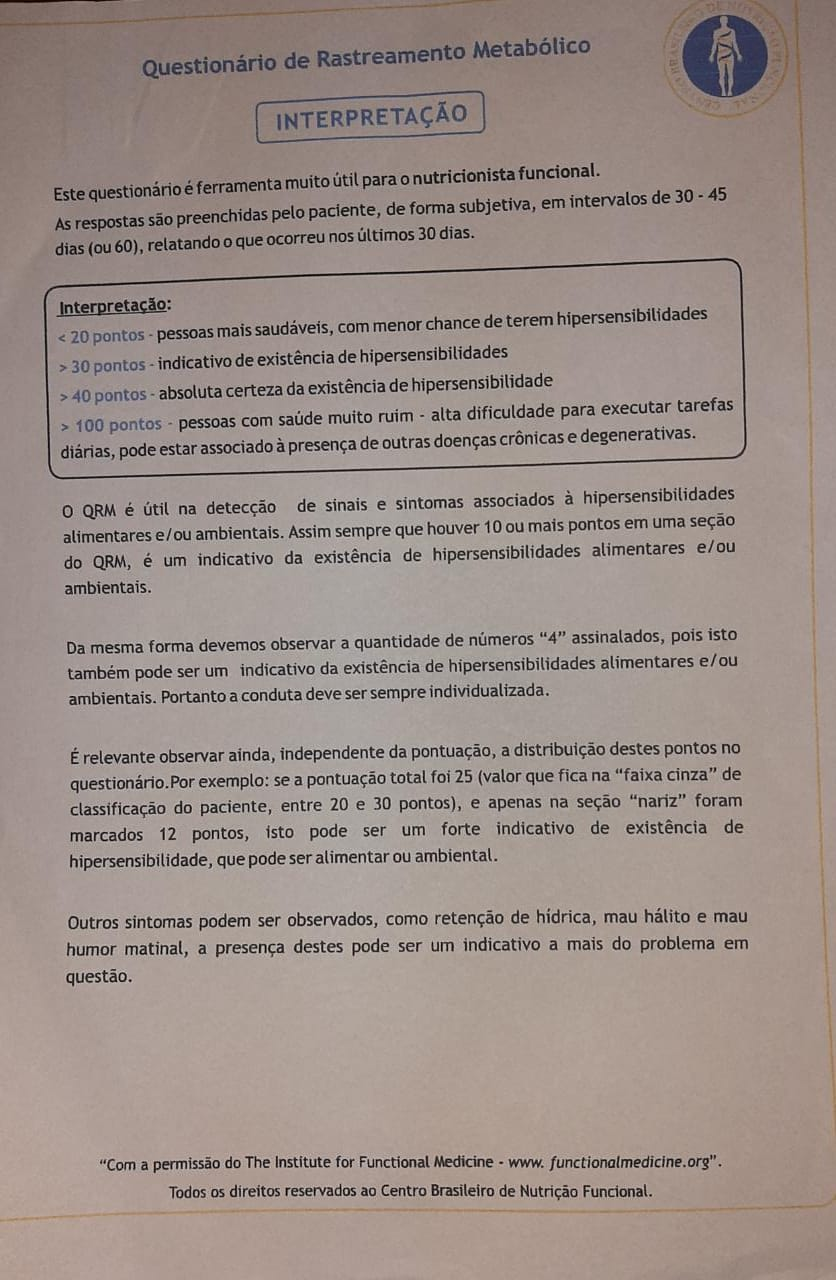 Questionário de Rastreamento Metabólico
INTERPRETAÇÃO
Este questionário é ferramenta muito útil para o nutricionista funcional.
As respostas são preenchidas pelo paciente, de forma subjetiva, em intervalos de 30 - 45
dias (ou 60), relatando o que ocorreu nos últimos 30 dias.
Interpretação:
< 20 pontos - pessoas mais saudáveis, com menor chance de terem hipersensibilidades
> 30 pontos - indicativo de existência de hipersensibilidades
> 40 pontos - absoluta certeza da existência de hipersensibilidade
> 100 pontos - pessoas com saúde muito ruim - alta dificuldade para executar tarefas
diárias, pode estar associado à presença de outras doenças crônicas e degenerativas.
O QRM é útil na detecção de sinais e sintomas associados à hipersensibilidades
alimentares e/ou ambientais. Assim sempre que houver 10 ou mais pontos em uma seção
do QRM, é um indicativo da existência de hipersensibilidades alimentares e/ou
ambientais.
Da mesma forma devemos observar a quantidade de números “4” assinalados, pois isto
também pode ser um indicativo da existência de hipersensibilidades alimentares e/ou
ambientais. Portanto a conduta deve ser sempre individualizada.
É relevante observar ainda, independente da pontuação, a distribuição destes pontos no
questionário.Por exemplo: se a pontuação total foi 25 (valor que fica na “faixa cinza” de
classificação do paciente, entre 20 e 30 pontos), e apenas na seção “nariz” foram
marcados 12 pontos, isto pode ser um forte indicativo de existência de
hipersensibilidade, que pode ser alimentar ou ambiental.
Outros sintomas podem ser observados, como retenção de hídrica, mau hálito e mau
humor matinal, a presença destes pode ser um indicativo a mais do problema em
questão.
“Com a permissão do The Institute for Functional Medicine - www. functionalmedicine.org”.
Todos os direitos reservados ao Centro Brasileiro de Nutrição Funcional.